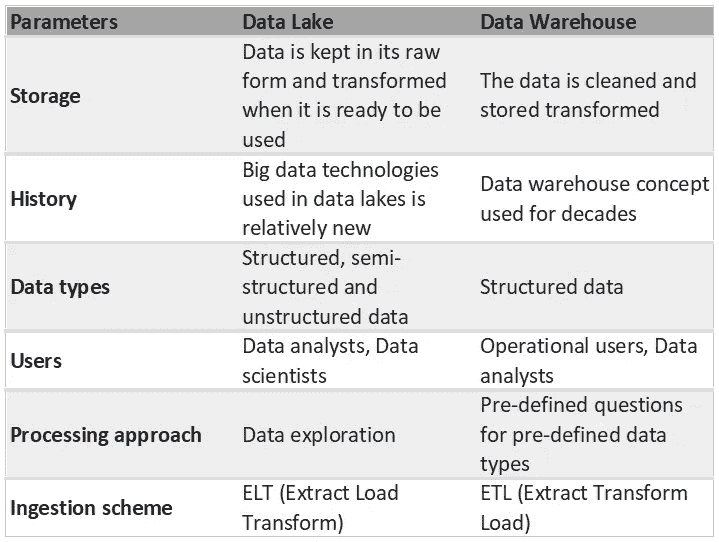 Parameters Data Lake Data Warehouse
Storage
Data is kept in its raw
form and transformed
when it is ready to be
used
The data is cleaned and
stored transformed
History
Big data technologies
used in data lakes is
relatively new
Data warehouse concept
used for decades
Data types
Structured, semi-
structured and
unstructured data
Structured data
Users
Data analysts, Data
scientists
Operational users, Data
analysts
Processing approach
Data exploration
Pre-defined questions
for pre-defined data
types
Ingestion scheme
ELT (Extract Load
Transform)
ETL (Extract Transform
Load)